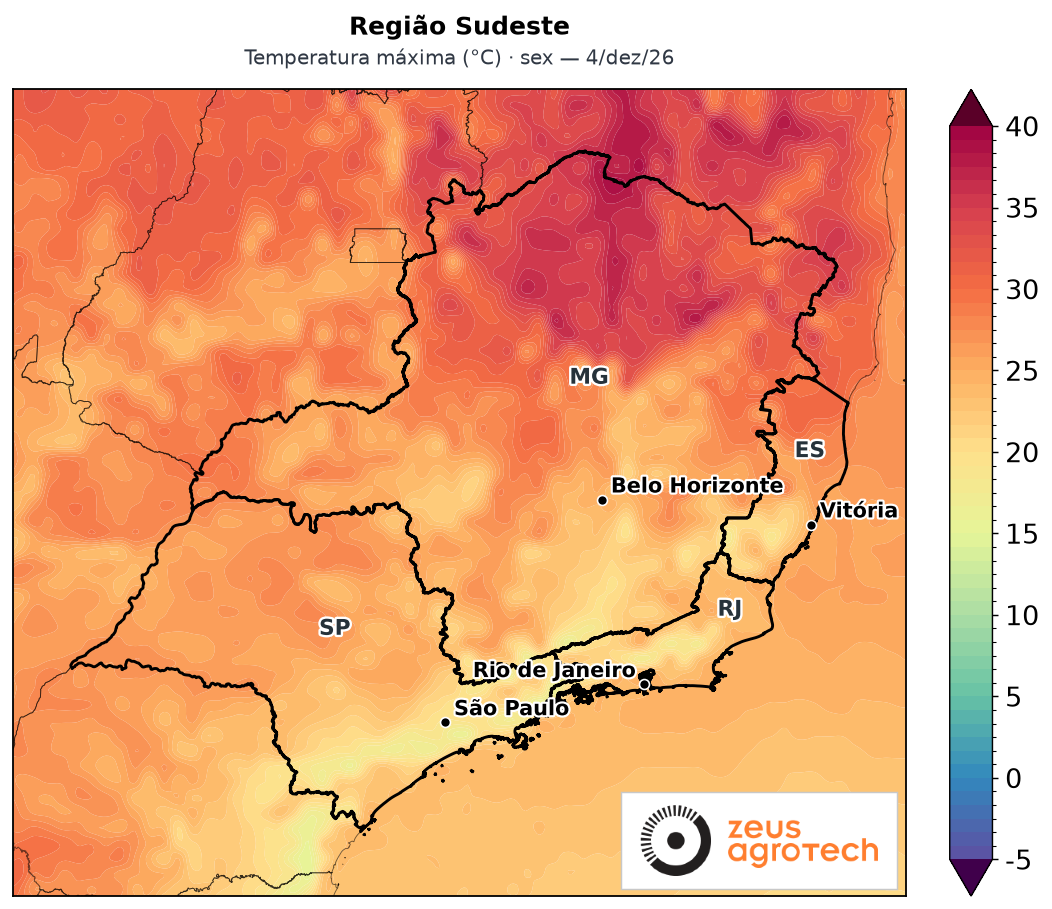 Região Sudeste
Temperatura máxima (°C) · sex — 4/dez/26
40
35
30
25
20
15
10
5
0
-5
MG
ES
Belo Horizonte
Vitória
RJ
SP
Rio de Janeiro
São Paulo
zeus
agrotech